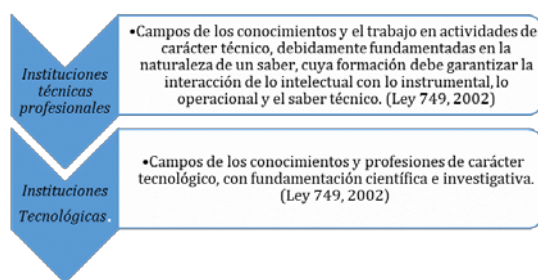 Instituciones
técnicas
profesionales
•Campos de los conocimientos y el trabajo en actividades de
carácter técnico, debidamente fundamentadas en la
naturaleza de un saber, cuya formación debe garantizar la
interacción de lo intelectual con lo instrumental, lo
operacional y el saber técnico. (Ley 749, 2002)
Instituciones
Tecnológicas.
•Campos de los conocimientos y profesiones de carácter
tecnológico, con fundamentación científica e investigativa.
(Ley 749, 2002)